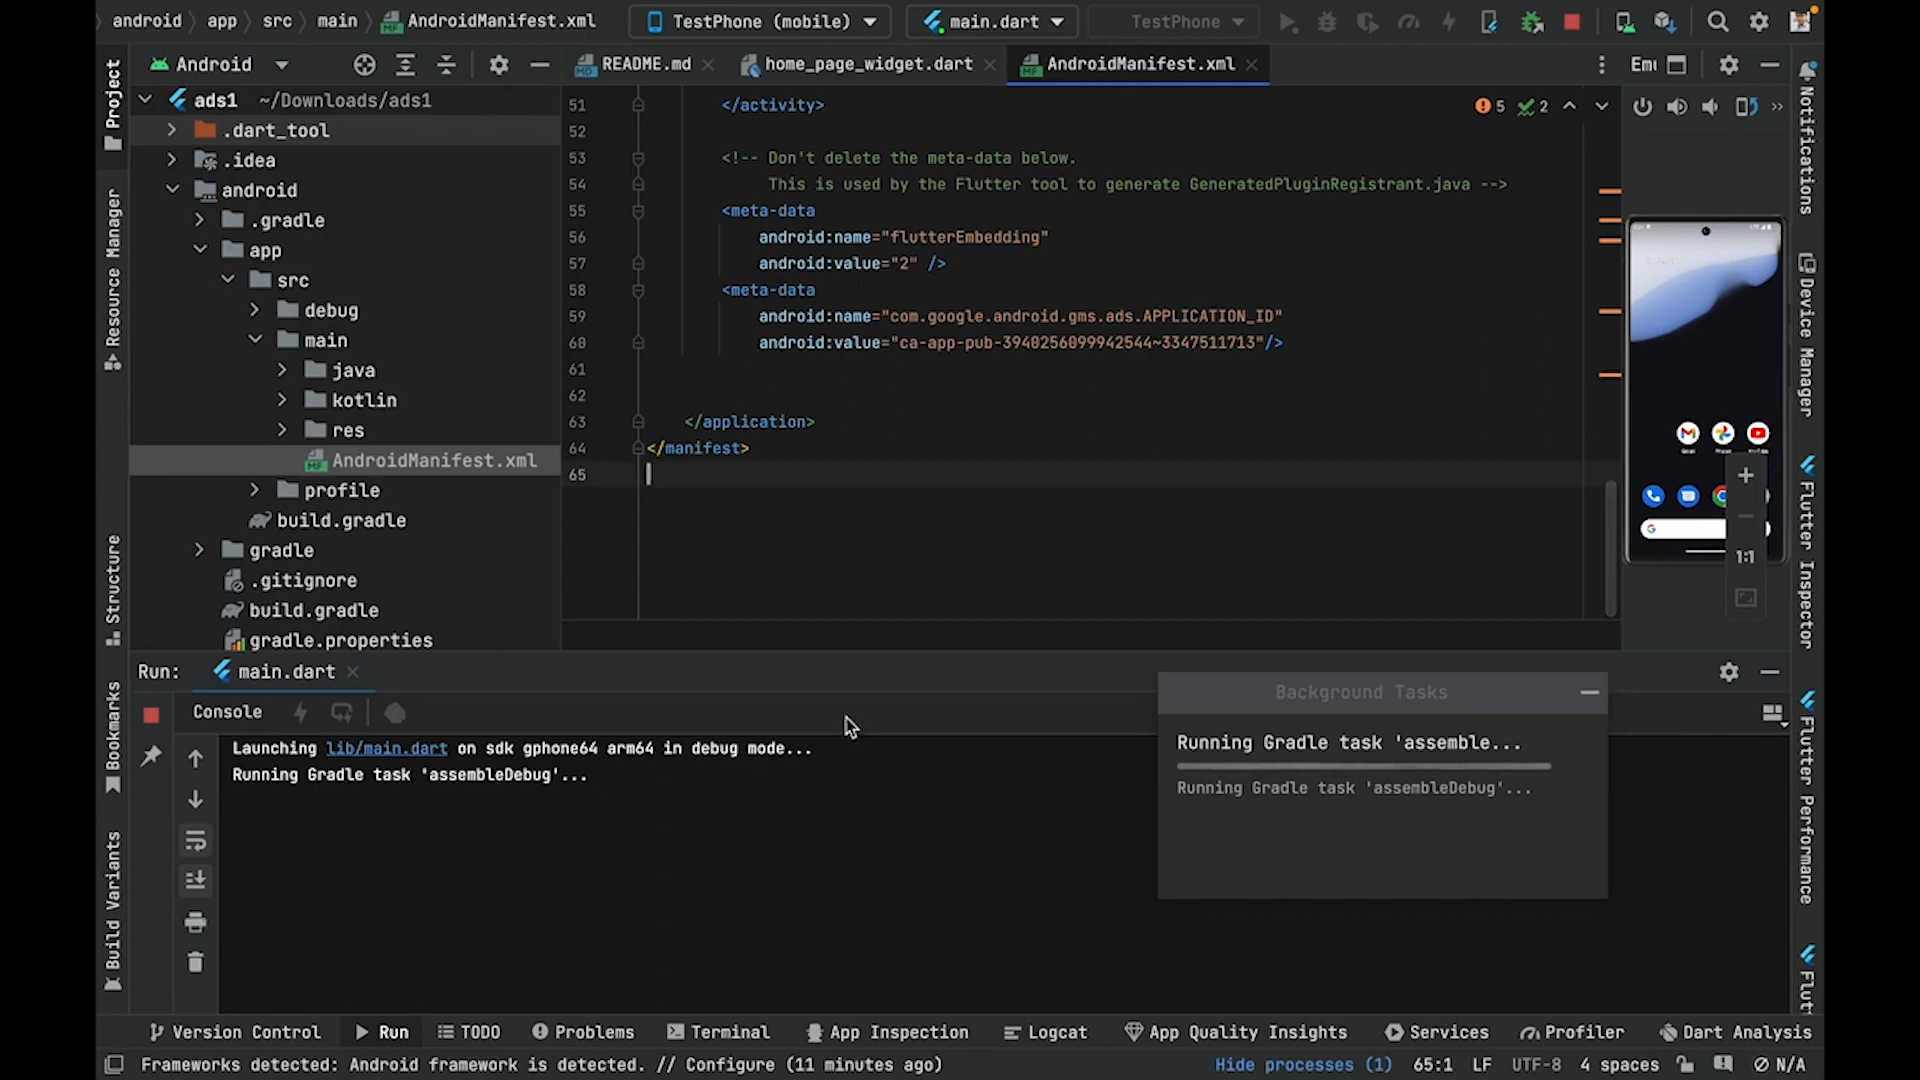 android app src main AndroidManifest.xml TestPhone (mobile) main.dart TestPhone
Android README.md home_page_widget.dart AndroidManifest.xml Emu
Project
Resource Manager
Structure
Bookmarks
Build Variants
ads1 ~/Downloads/ads1
.dart_tool
.idea
android
.gradle
app
src
debug
main
java
kotlin
res
AndroidManifest.xml
profile
build.gradle
gradle
.gitignore
build.gradle
gradle.properties
5 2
51 </activity>
52
53 <!-- Don't delete the meta-data below.
54 This is used by the Flutter tool to generate GeneratedPluginRegistrant.java -->
55 <meta-data
56 android:name="flutterEmbedding"
57 android:value="2" />
58 <meta-data
59 android:name="com.google.android.gms.ads.APPLICATION_ID"
60 android:value="ca-app-pub-3940256099942544~3347511713"/>
61
62
63 </application>
64 </manifest>
65
1:1
Notifications
Device Manager
Flutter Inspector
Flutter Performance
Flutt
Run: main.dart
Console
Launching lib/main.dart on sdk gphone64 arm64 in debug mode...
Running Gradle task 'assembleDebug'...
Background Tasks
Running Gradle task 'assemble...
Running Gradle task 'assembleDebug'...
Version Control Run TODO Problems Terminal App Inspection Logcat App Quality Insights Services Profiler Dart Analysis
Frameworks detected: Android framework is detected. // Configure (11 minutes ago) Hide processes (1) 65:1 LF UTF-8 4 spaces N/A